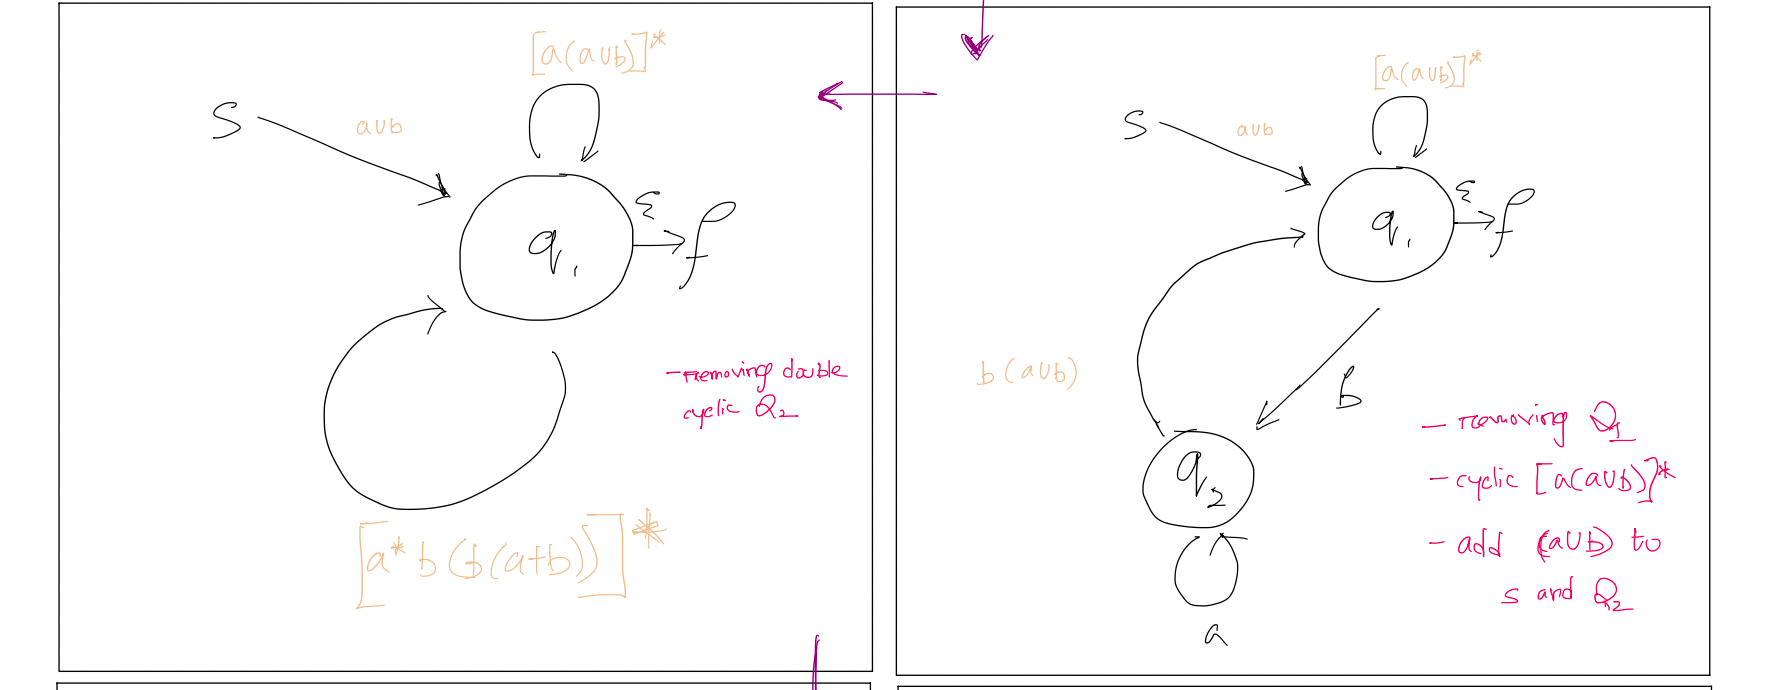 [a(a∪b)]*
S
a∪b
ε
q1
f
-removing double
cyclic Q2
[a* b (b(a+b))]*
[a(a∪b)]*
S
a∪b
ε
q1
f
b(a∪b)
b
q2
a
- removing Q1
- cyclic [a(a∪b)]*
- add (a∪b) to
s and Q2